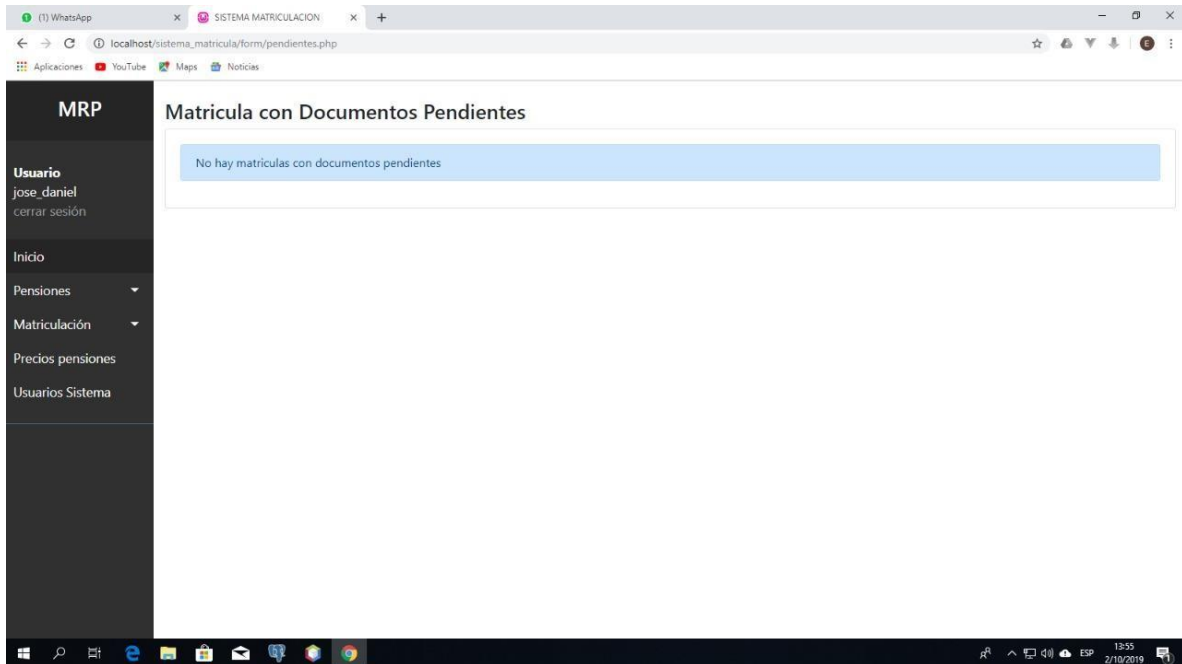 (1) WhatsApp
SISTEMA MATRICULACION
localhost/sistema_matricula/form/pendientes.php
E
Aplicaciones YouTube Maps Noticias
MRP
Usuario
jose_daniel
cerrar sesión
Inicio
Pensiones
Matriculación
Precios pensiones
Usuarios Sistema
Matricula con Documentos Pendientes
No hay matriculas con documentos pendientes
ESP
13:55
2/10/2019